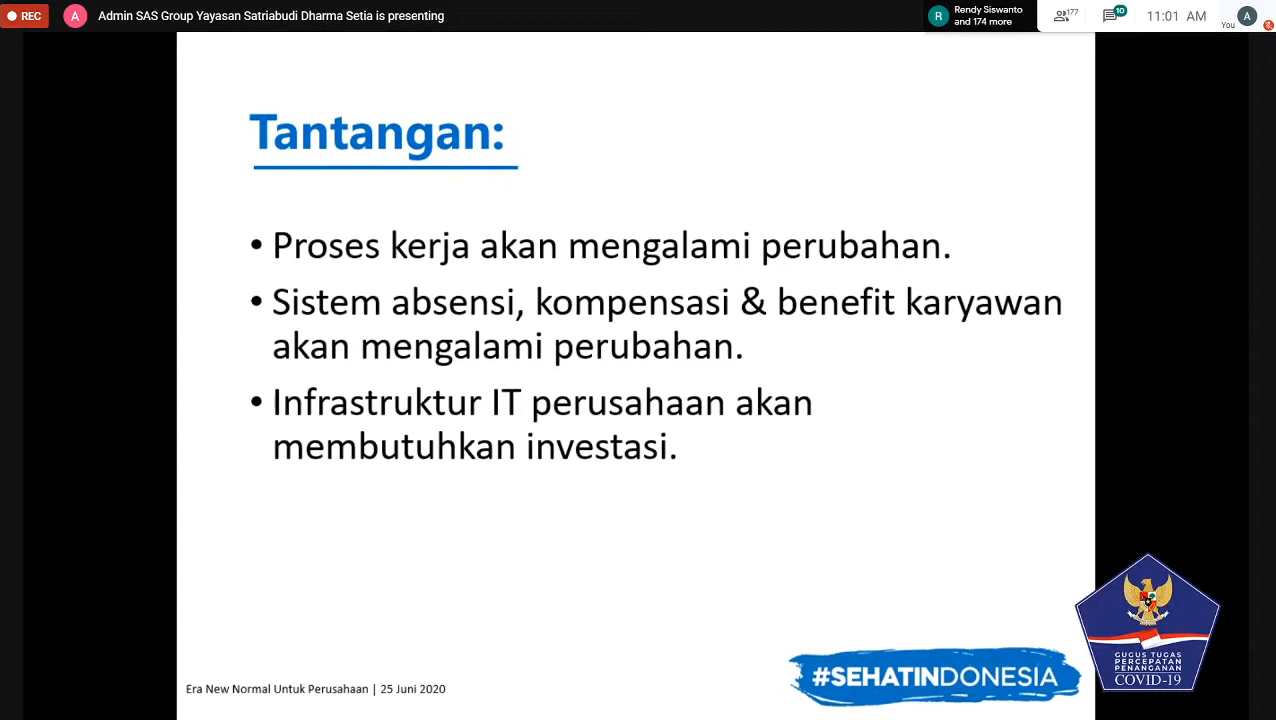 REC
A
Admin SAS Group Yayasan Satriabudi Dharma Setia is presenting
R
Rendy Siswanto
and 174 more
177
10
11:01 AM
You
A
Tantangan:
• Proses kerja akan mengalami perubahan.
• Sistem absensi, kompensasi & benefit karyawan
akan mengalami perubahan.
• Infrastruktur IT perusahaan akan
membutuhkan investasi.
GUGUS TUGAS
PERCEPATAN
PENANGANAN
COVID-19
#SEHATINDONESIA
Era New Normal Untuk Perusahaan | 25 Juni 2020